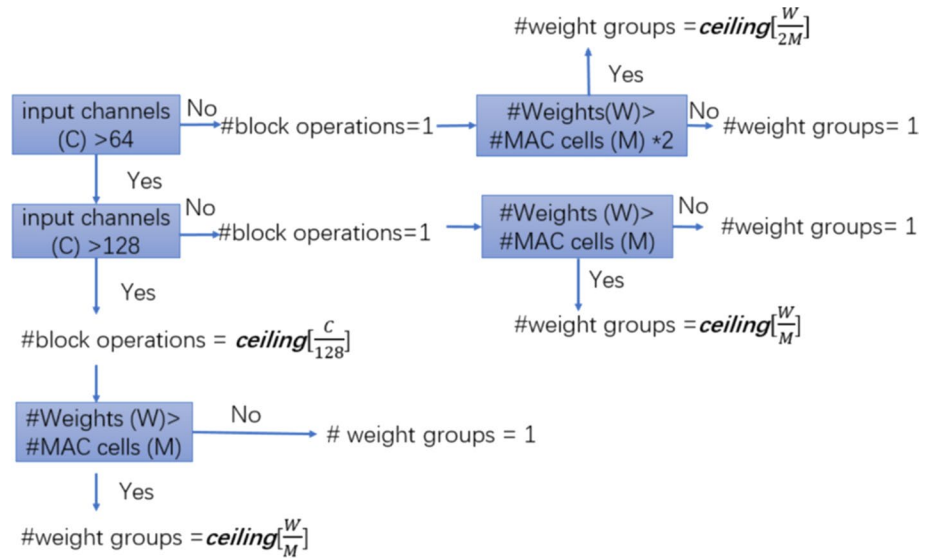 #weight groups =ceiling[W/2M]
input channels
(C) >64
No
#block operations=1
Yes
#Weights(W)>
#MAC cells (M) *2
No
#weight groups= 1
Yes
input channels
(C) >128
No
#block operations=1
#Weights (W)>
#MAC cells (M)
No
#weight groups= 1
Yes
Yes
#weight groups =ceiling[W/M]
#block operations = ceiling[C/128]
#Weights (W)>
#MAC cells (M)
No
# weight groups = 1
Yes
#weight groups =ceiling[W/M]